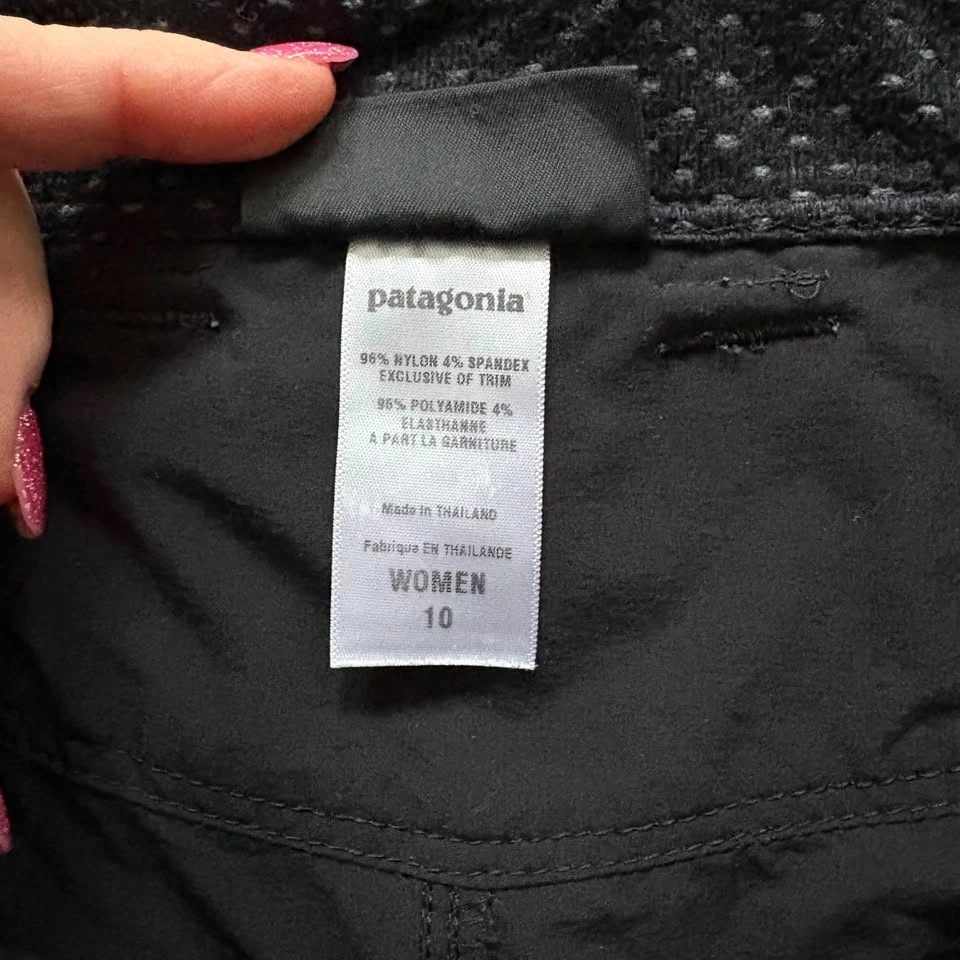 patagonia
96% NYLON 4% SPANDEX
EXCLUSIVE OF TRIM
96% POLYAMIDE 4%
ELASTHANNE
A PART LA GARNITURE
Made in THAILAND
Fabriqua EN THAILANDE
WOMEN
10